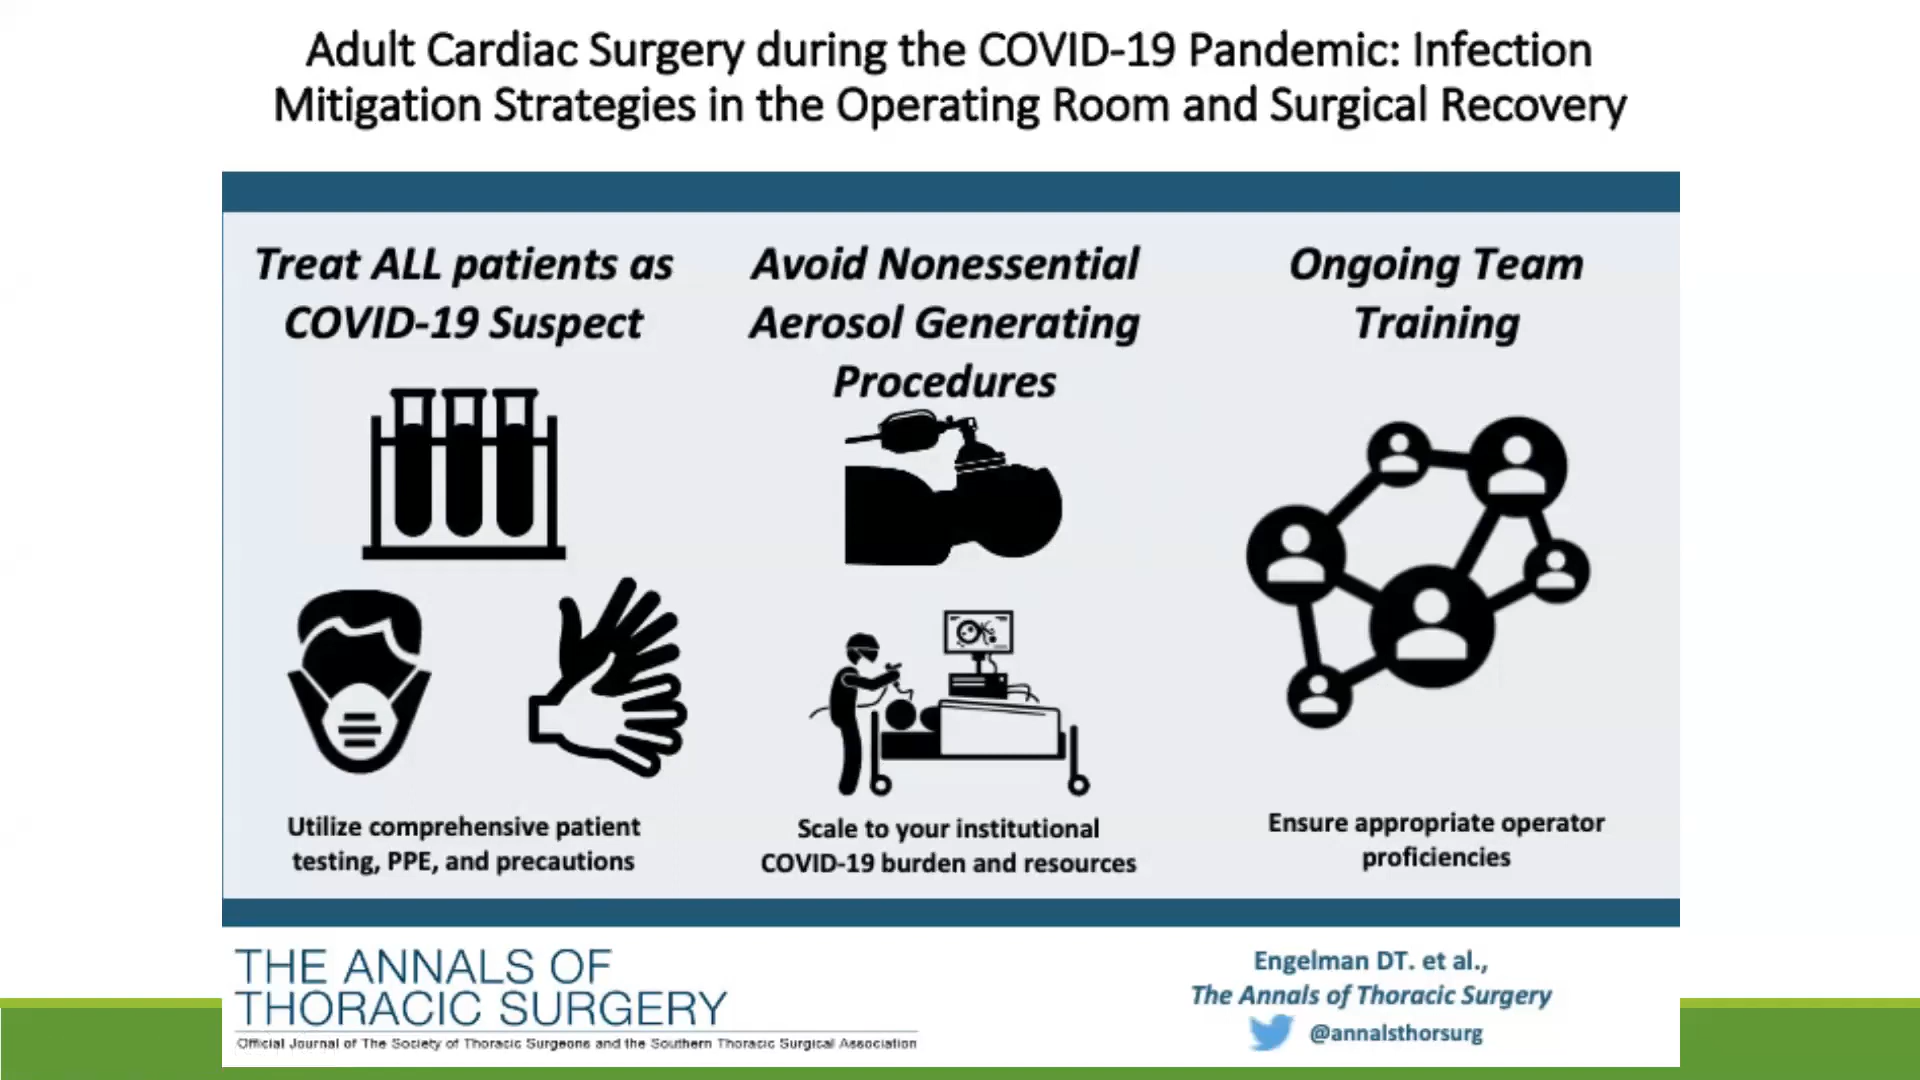 Adult Cardiac Surgery during the COVID-19 Pandemic: Infection
Mitigation Strategies in the Operating Room and Surgical Recovery
Treat ALL patients as
COVID-19 Suspect
Utilize comprehensive patient
testing, PPE, and precautions
Avoid Nonessential
Aerosol Generating
Procedures
Scale to your institutional
COVID-19 burden and resources
Ongoing Team
Training
Ensure appropriate operator
proficiencies
THE ANNALS OF
THORACIC SURGERY
Official Journal of The Society of Thoracic Surgeons and the Southern Thoracic Surgical Association
Engelman DT. et al.,
The Annals of Thoracic Surgery
@annalsthorsurg